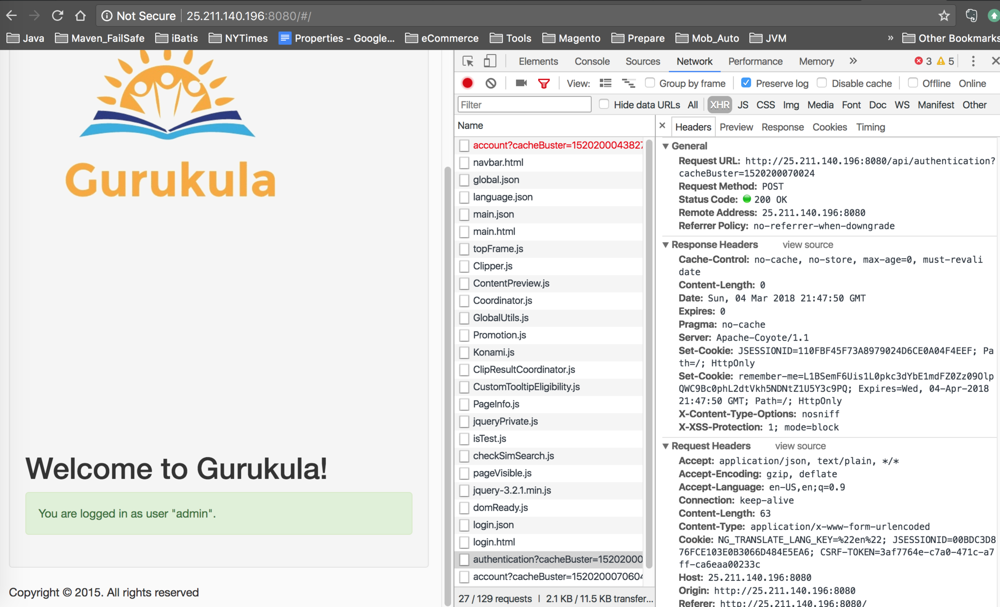 Not Secure 25.211.140.196:8080/#/
Java Maven_FailSafe iBatis NYTimes Properties - Google... eCommerce Tools Magento Prepare Mob_Auto JVM » Other Bookmarks
Gurukula
Welcome to Gurukula!
You are logged in as user "admin".
Copyright © 2015. All rights reserved
Elements Console Sources Network Performance Memory » 3 5
View: Group by frame Preserve log Disable cache Offline Online
Filter Hide data URLs All XHR JS CSS Img Media Font Doc WS Manifest Other
Name
account?cacheBuster=1520200043827
navbar.html
global.json
language.json
main.json
main.html
topFrame.js
Clipper.js
ContentPreview.js
Coordinator.js
GlobalUtils.js
Promotion.js
Konami.js
ClipResultCoordinator.js
CustomTooltipEligibility.js
PageInfo.js
jqueryPrivate.js
isTest.js
checkSimSearch.js
pageVisible.js
jquery-3.2.1.min.js
domReady.js
login.json
login.html
authentication?cacheBuster=15202000
account?cacheBuster=1520200070604
27 / 129 requests | 2.1 KB / 11.5 KB transfer...
Headers Preview Response Cookies Timing
General
Request URL: http://25.211.140.196:8080/api/authentication?
cacheBuster=1520200070024
Request Method: POST
Status Code: 200 OK
Remote Address: 25.211.140.196:8080
Referrer Policy: no-referrer-when-downgrade
Response Headers view source
Cache-Control: no-cache, no-store, max-age=0, must-revali
date
Content-Length: 0
Date: Sun, 04 Mar 2018 21:47:50 GMT
Expires: 0
Pragma: no-cache
Server: Apache-Coyote/1.1
Set-Cookie: JSESSIONID=110FBF45F73A8979024D6CE0A04F4EEF; Pa
th=/; HttpOnly
Set-Cookie: remember-me=L1BSemF6Uis1L0pkc3dYbE1mdFZ0Zz09Olp
QWC9Bc0phL2dtVkh5NDNtZ1U5Y3c9PQ; Expires=Wed, 04-Apr-2018
21:47:50 GMT; Path=/; HttpOnly
X-Content-Type-Options: nosniff
X-XSS-Protection: 1; mode=block
Request Headers view source
Accept: application/json, text/plain, */*
Accept-Encoding: gzip, deflate
Accept-Language: en-US,en;q=0.9
Connection: keep-alive
Content-Length: 63
Content-Type: application/x-www-form-urlencoded
Cookie: NG_TRANSLATE_LANG_KEY=%22en%22; JSESSIONID=00BDC3D8
76FCE103E0B3066D484E5EA6; CSRF-TOKEN=3af7764e-c7a0-471c-a7
ff-ca6eaa00233c
Host: 25.211.140.196:8080
Origin: http://25.211.140.196:8080
Referer: http://25.211.140.196:8080/